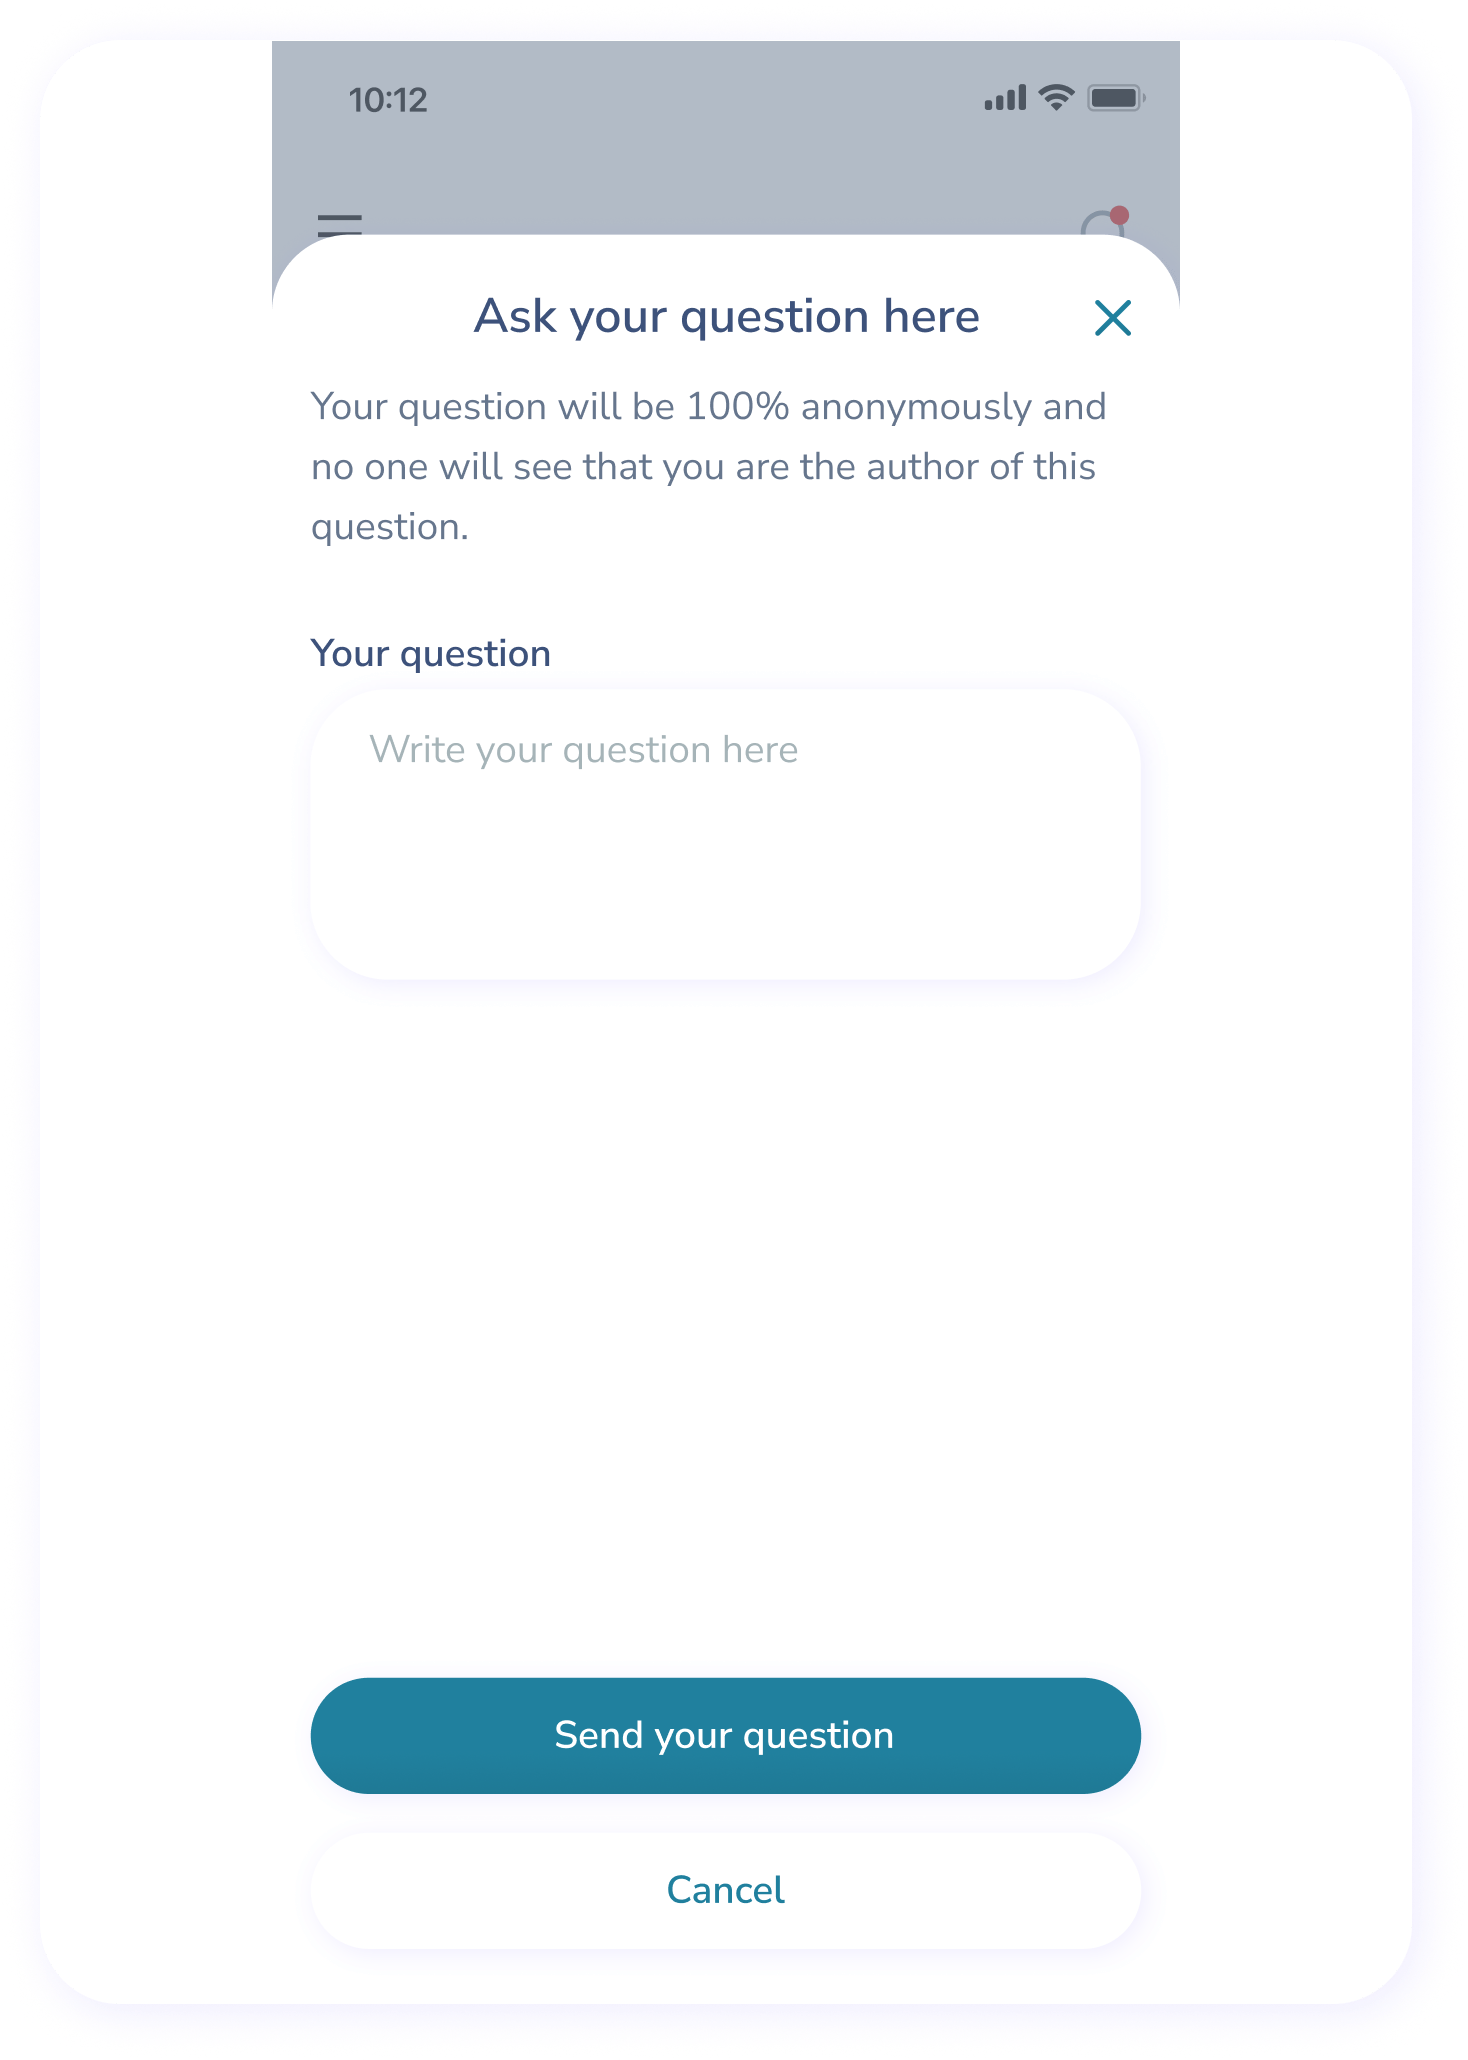 10:12
Ask your question here
Your question will be 100% anonymously and
no one will see that you are the author of this
question.
Your question
Write your question here
Send your question
Cancel